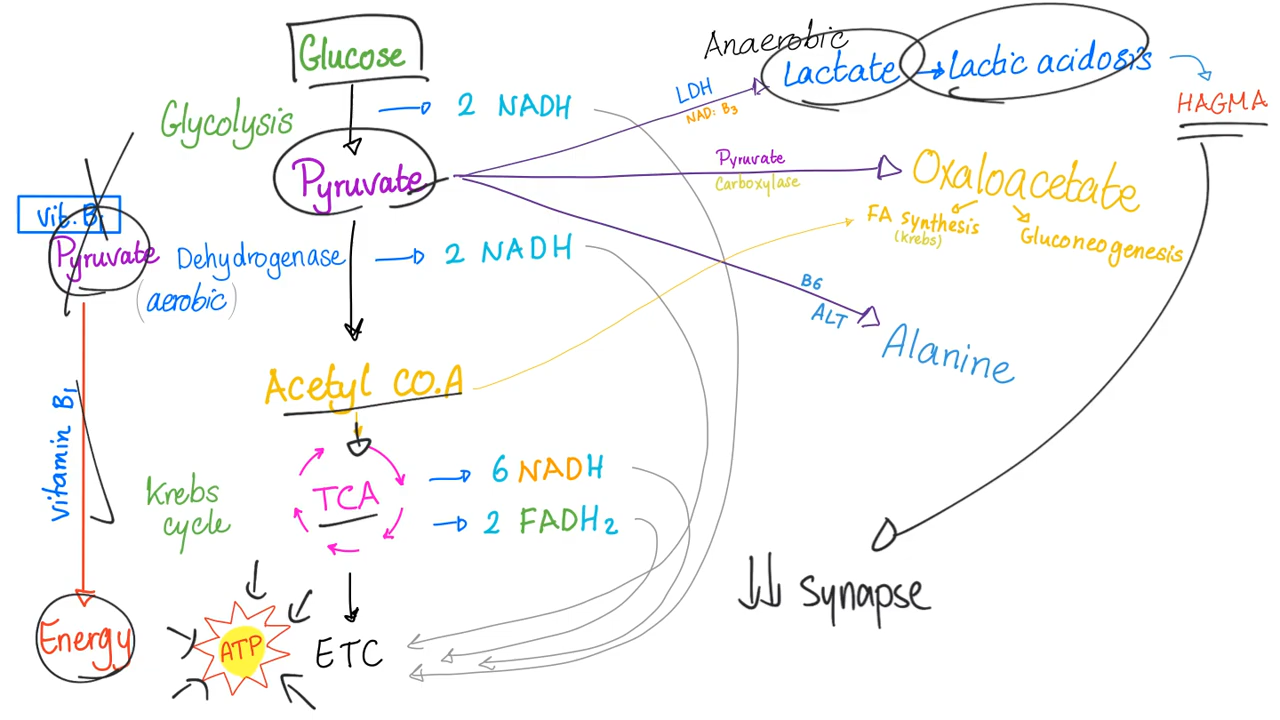 Glucose
Anaerobic
Lactate → Lactic acidosis
HAGMA
LDH
NAD: B3
Glycolysis
→ 2 NADH
Pyruvate
Pyruvate
Carboxylase
Oxaloacetate
FA synthesis
(Krebs)
Gluconeogenesis
Vit. B1
Pyruvate Dehydrogenase
(aerobic)
→ 2 NADH
B6
ALT
Alanine
Acetyl CO.A
Vitamin B1
Krebs
cycle
TCA
→ 6 NADH
→ 2 FADH2
↓↓ Synapse
Energy
ATP
ETC